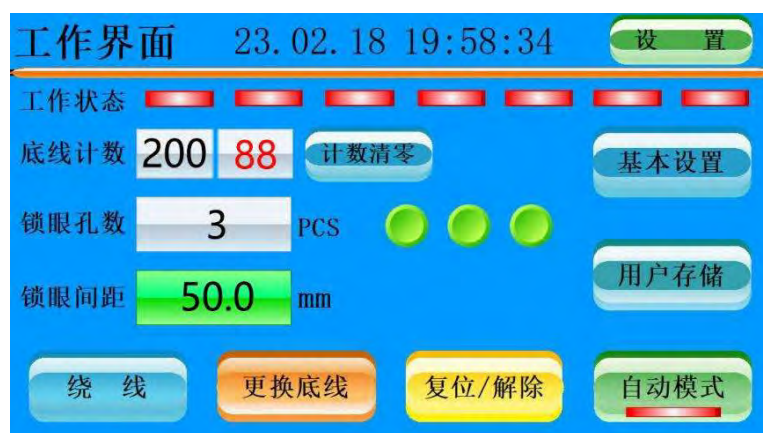 工作界面 23.02.18 19:58:34 设 置
工作状态
底线计数 200 88 计数清零 基本设置
锁眼孔数 3 PCS
锁眼间距 50.0 mm 用户存储
绕 线 更换底线 复位/解除 自动模式